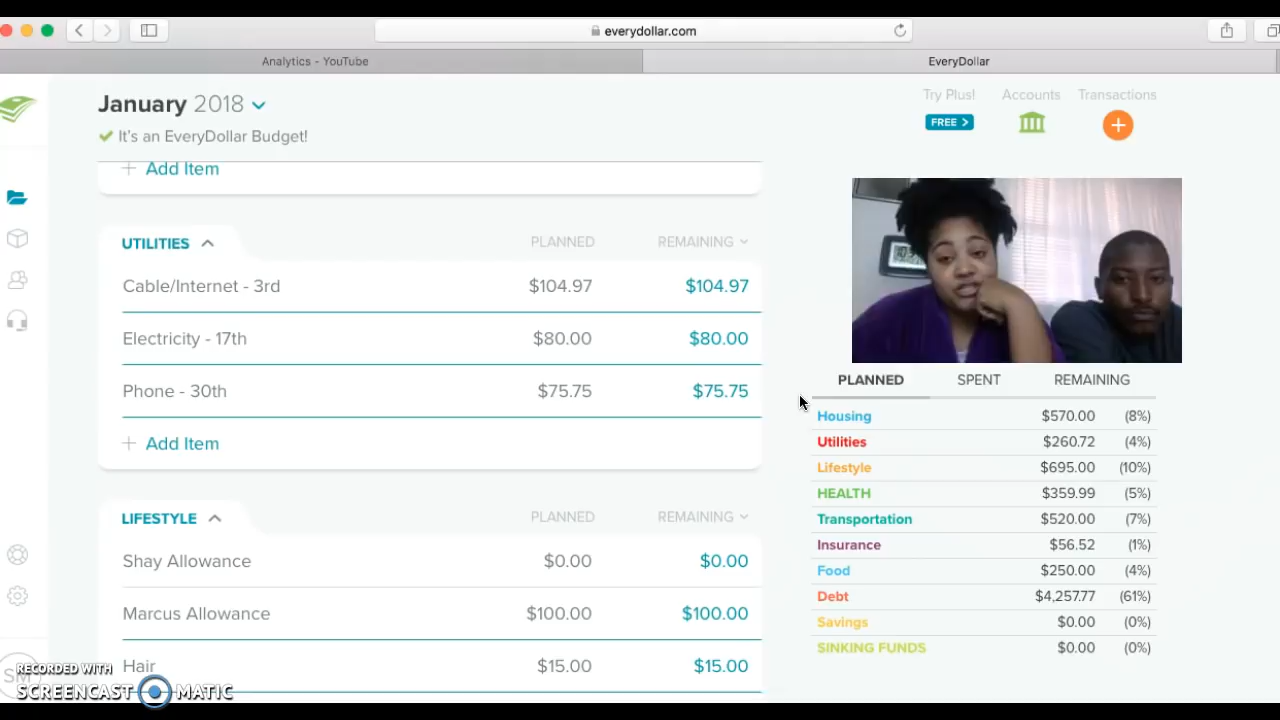 everydollar.com
Analytics - YouTube
EveryDollar
January 2018
It's an EveryDollar Budget!
Try Plus! Accounts Transactions
FREE >
+ Add Item
UTILITIES PLANNED REMAINING
Cable/Internet - 3rd $104.97 $104.97
Electricity - 17th $80.00 $80.00
Phone - 30th $75.75 $75.75
+ Add Item
LIFESTYLE PLANNED REMAINING
Shay Allowance $0.00 $0.00
Marcus Allowance $100.00 $100.00
Hair $15.00 $15.00
PLANNED SPENT REMAINING
Housing $570.00 (8%)
Utilities $260.72 (4%)
Lifestyle $695.00 (10%)
HEALTH $359.99 (5%)
Transportation $520.00 (7%)
Insurance $56.52 (1%)
Food $250.00 (4%)
Debt $4,257.77 (61%)
Savings $0.00 (0%)
SINKING FUNDS $0.00 (0%)
SM
RECORDED WITH
SCREENCAST MATIC